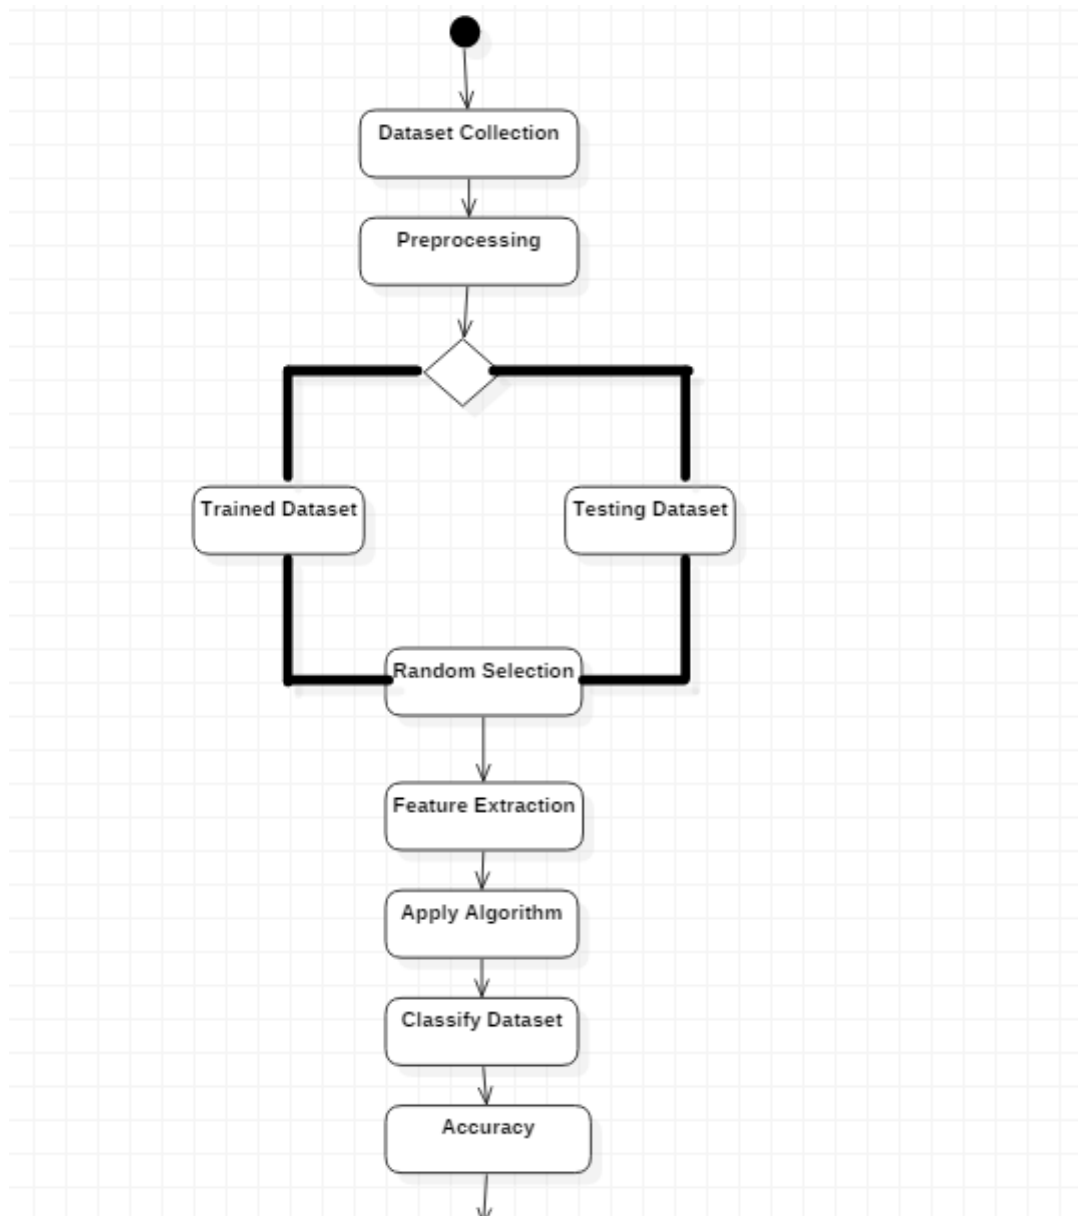 Dataset Collection
Preprocessing
Trained Dataset
Testing Dataset
Random Selection
Feature Extraction
Apply Algorithm
Classify Dataset
Accuracy